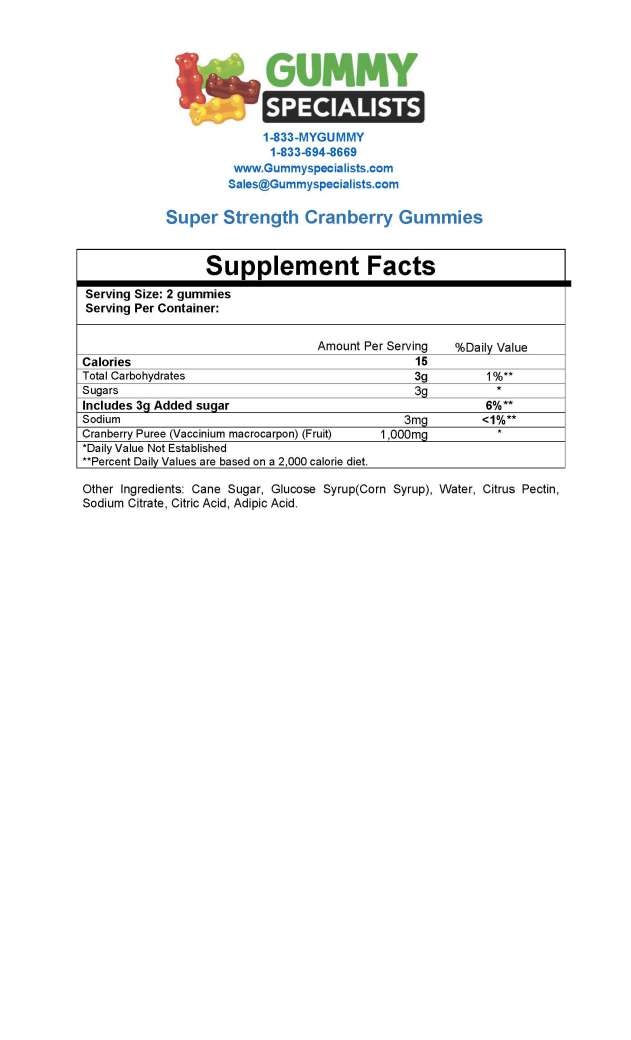 GUMMY
SPECIALISTS
1-833-MYGUMMY
1-833-694-8669
www.Gummyspecialists.com
Sales@Gummyspecialists.com
Super Strength Cranberry Gummies
Supplement Facts
Serving Size: 2 gummies
Serving Per Container:
Amount Per Serving %Daily Value
Calories 15
Total Carbohydrates 3g 1%**
Sugars 3g *
Includes 3g Added sugar 6%**
Sodium 3mg <1%**
Cranberry Puree (Vaccinium macrocarpon) (Fruit) 1,000mg *
*Daily Value Not Established
**Percent Daily Values are based on a 2,000 calorie diet.
Other Ingredients: Cane Sugar, Glucose Syrup(Corn Syrup), Water, Citrus Pectin,
Sodium Citrate, Citric Acid, Adipic Acid.